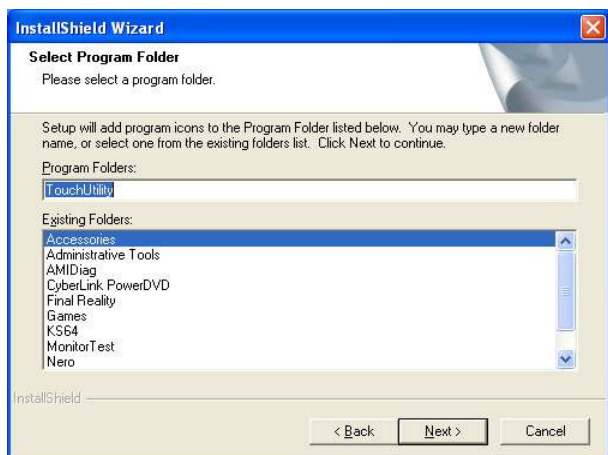 InstallShield Wizard
Select Program Folder
Please select a program folder.
Setup will add program icons to the Program Folder listed below. You may type a new folder
name, or select one from the existing folders list. Click Next to continue.
Program Folders:
TouchUtility
Existing Folders:
Accessories
Administrative Tools
AMIDiag
CyberLink PowerDVD
Final Reality
Games
KS64
MonitorTest
Nero
InstallShield
< Back Next > Cancel